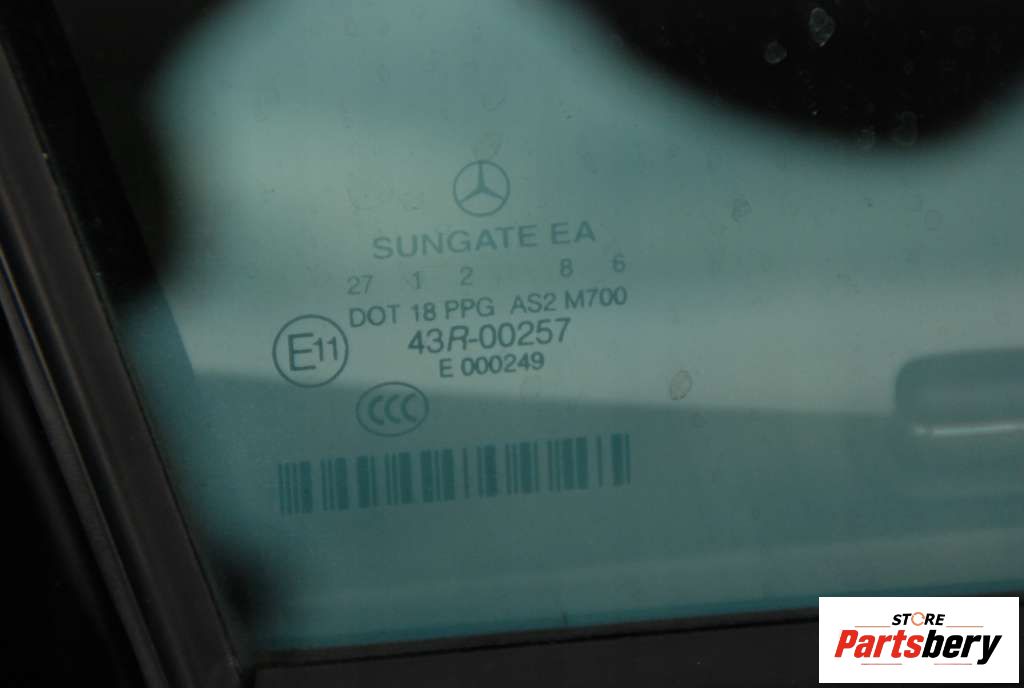 SUNGATE EA
27 1 2 8 6
DOT 18 PPG AS2 M700
43R-00257
E11
E 000249
CCC
STORE
Partsbery